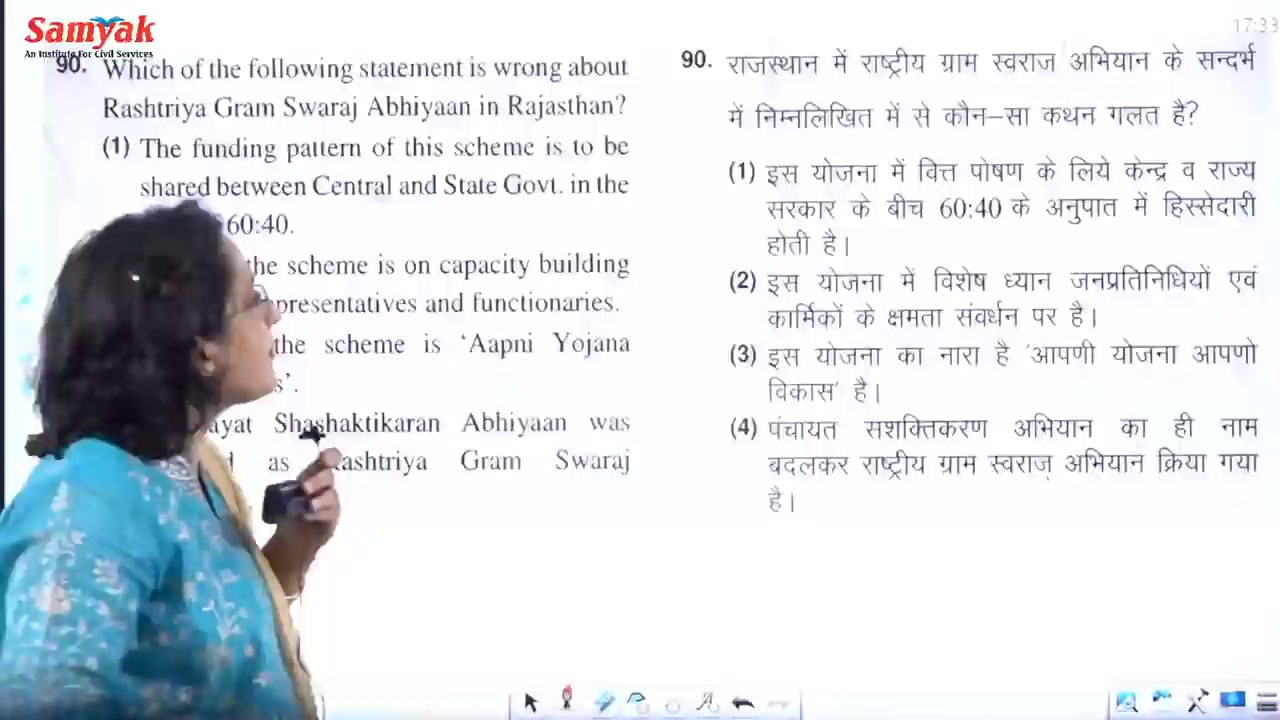 Samyak
An Institute For Civil Services
17:33
90. Which of the following statement is wrong about
Rashtriya Gram Swaraj Abhiyaan in Rajasthan?
(1) The funding pattern of this scheme is to be
shared between Central and State Govt. in the
60:40.
the scheme is on capacity building
presentatives and functionaries.
the scheme is 'Aapni Yojana
s'.
ayat Shashaktikaran Abhiyaan was
as Rashtriya Gram Swaraj
90. राजस्थान में राष्ट्रीय ग्राम स्वराज अभियान के सन्दर्भ
में निम्नलिखित में से कौन-सा कथन गलत है?
(1) इस योजना में वित्त पोषण के लिये केन्द्र व राज्य
सरकार के बीच 60:40 के अनुपात में हिस्सेदारी
होती है।
(2) इस योजना में विशेष ध्यान जनप्रतिनिधियों एवं
कार्मिकों के क्षमता संवर्धन पर है।
(3) इस योजना का नारा है 'आपणी योजना आपणो
विकास' है।
(4) पंचायत सशक्तिकरण अभियान का ही नाम
बदलकर राष्ट्रीय ग्राम स्वराज अभियान किया गया
है।